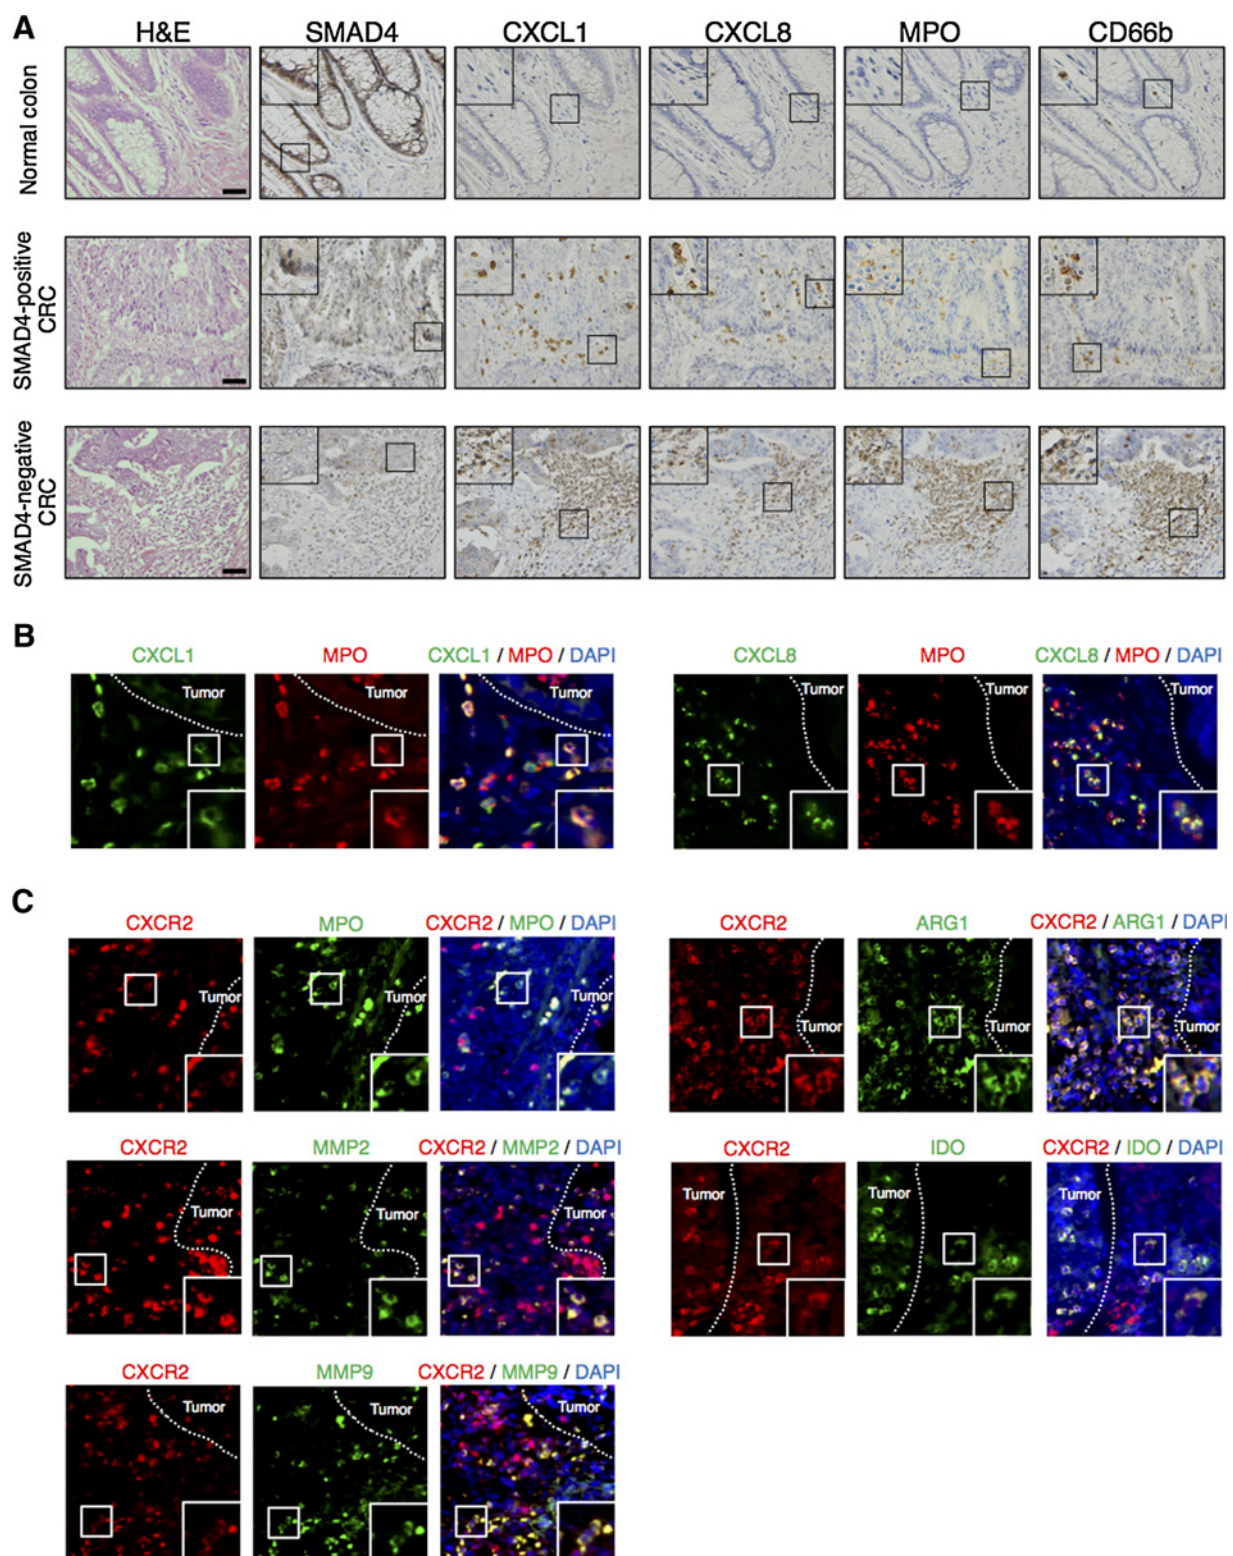 A
H&E SMAD4 CXCL1 CXCL8 MPO CD66b
Normal colon
SMAD4-positive
CRC
SMAD4-negative
CRC
B
CXCL1 MPO CXCL1 / MPO / DAPI CXCL8 MPO CXCL8 / MPO / DAPI
Tumor Tumor Tumor Tumor Tumor Tumor
C
CXCR2 MPO CXCR2 / MPO / DAPI CXCR2 ARG1 CXCR2 / ARG1 / DAPI
Tumor Tumor Tumor Tumor Tumor Tumor
CXCR2 MMP2 CXCR2 / MMP2 / DAPI CXCR2 IDO CXCR2 / IDO / DAPI
Tumor Tumor Tumor Tumor Tumor Tumor
CXCR2 MMP9 CXCR2 / MMP9 / DAPI
Tumor Tumor Tumor